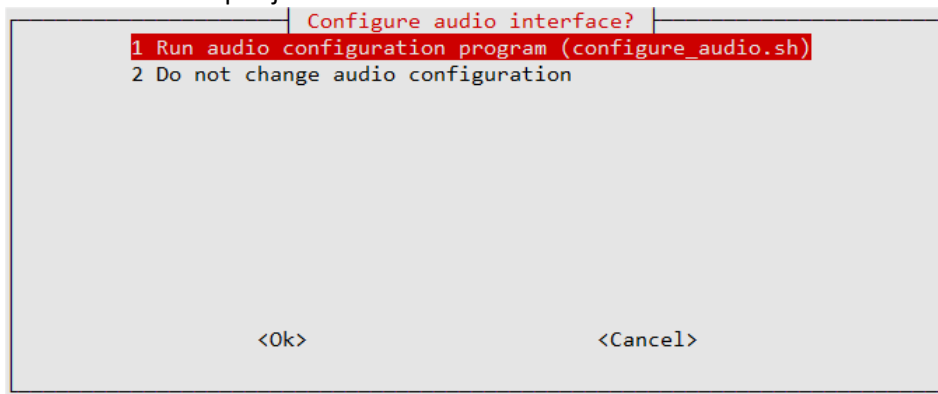 Configure audio interface?
1 Run audio configuration program (configure_audio.sh)
2 Do not change audio configuration
<Ok> <Cancel>